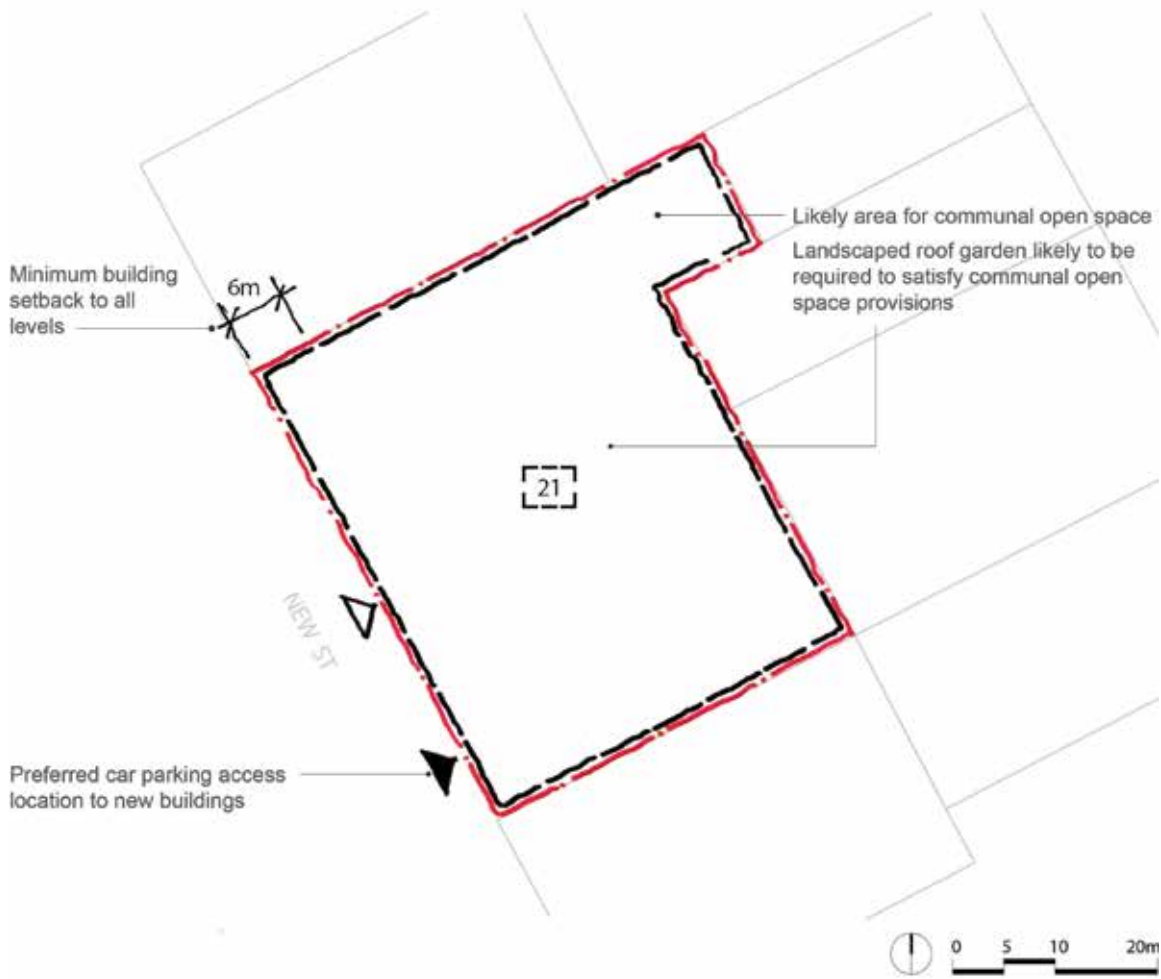 Likely area for communal open space
Landscaped roof garden likely to be
required to satisfy communal open
space provisions
Minimum building
setback to all
levels
6m
21
NEW ST
Preferred car parking access
location to new buildings
0 5 10 20m